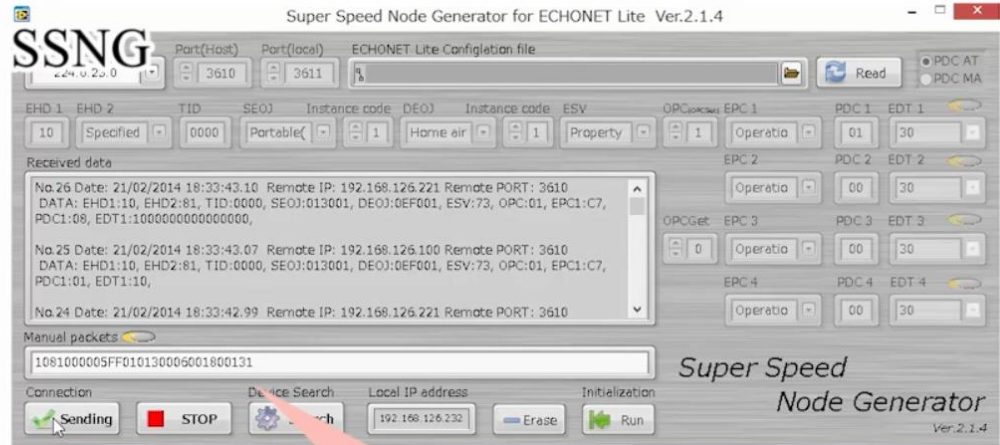 Super Speed Node Generator for ECHONET Lite Ver.2.1.4
SSNG
Port(Host) Port(local) ECHONET Lite Configlation file
224.0.23.0 3610 3611 Read PDC AT
PDC MA
EHD 1 EHD 2 TID SEOJ Instance code DEOJ Instance code ESV EPC 1 PDC 1 EDT 1
10 Specified 0000 Portable( 1 Home air 1 Property 1 Operatio 01 30
Received data EPC 2 PDC 2 EDT 2
Operatio 00 30
No.26 Date: 21/02/2014 18:33:43.10 Remote IP: 192.168.126.221 Remote PORT: 3610
DATA: EHD1:10, EHD2:81, TID:0000, SEOJ:013001, DEOJ:0EF001, ESV:73, OPC:01, EPC1:C7,
PDC1:08, EDT1:1000000000000000,
No.25 Date: 21/02/2014 18:33:43.07 Remote IP: 192.168.126.100 Remote PORT: 3610
DATA: EHD1:10, EHD2:81, TID:0000, SEOJ:013001, DEOJ:0EF001, ESV:73, OPC:01, EPC1:C7,
PDC1:01, EDT1:10,
No.24 Date: 21/02/2014 18:33:42.99 Remote IP: 192.168.126.221 Remote PORT: 3610
OPCGet EPC 3 PDC 3 EDT 3
0 Operatio 00 30
EPC 4 PDC 4 EDT 4
Operatio 00 30
Manual packets
1081000005FF010130006001800131
Super Speed
Node Generator
Ver.2.1.4
Connection Device Search Local IP address Initialization
Sending STOP 192.168.126.232 Erase Run